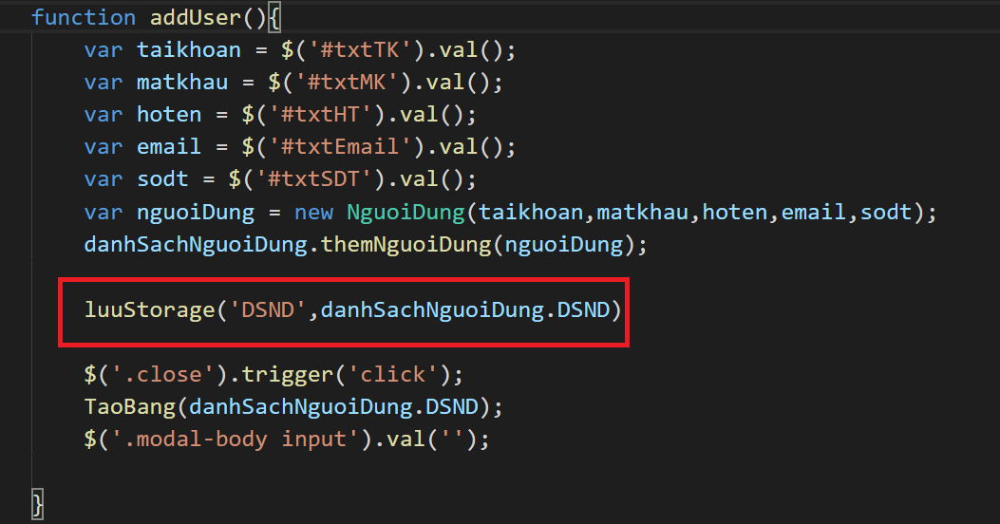 function addUser(){
var taikhoan = $('#txtTK').val();
var matkhau = $('#txtMK').val();
var hoten = $('#txtHT').val();
var email = $('#txtEmail').val();
var sodt = $('#txtSDT').val();
var nguoiDung = new NguoiDung(taikhoan,matkhau,hoten,email,sodt);
danhSachNguoiDung.themNguoiDung(nguoiDung);
luuStorage('DSND',danhSachNguoiDung.DSND)
$('.close').trigger('click');
TaoBang(danhSachNguoiDung.DSND);
$('.modal-body input').val('');
}